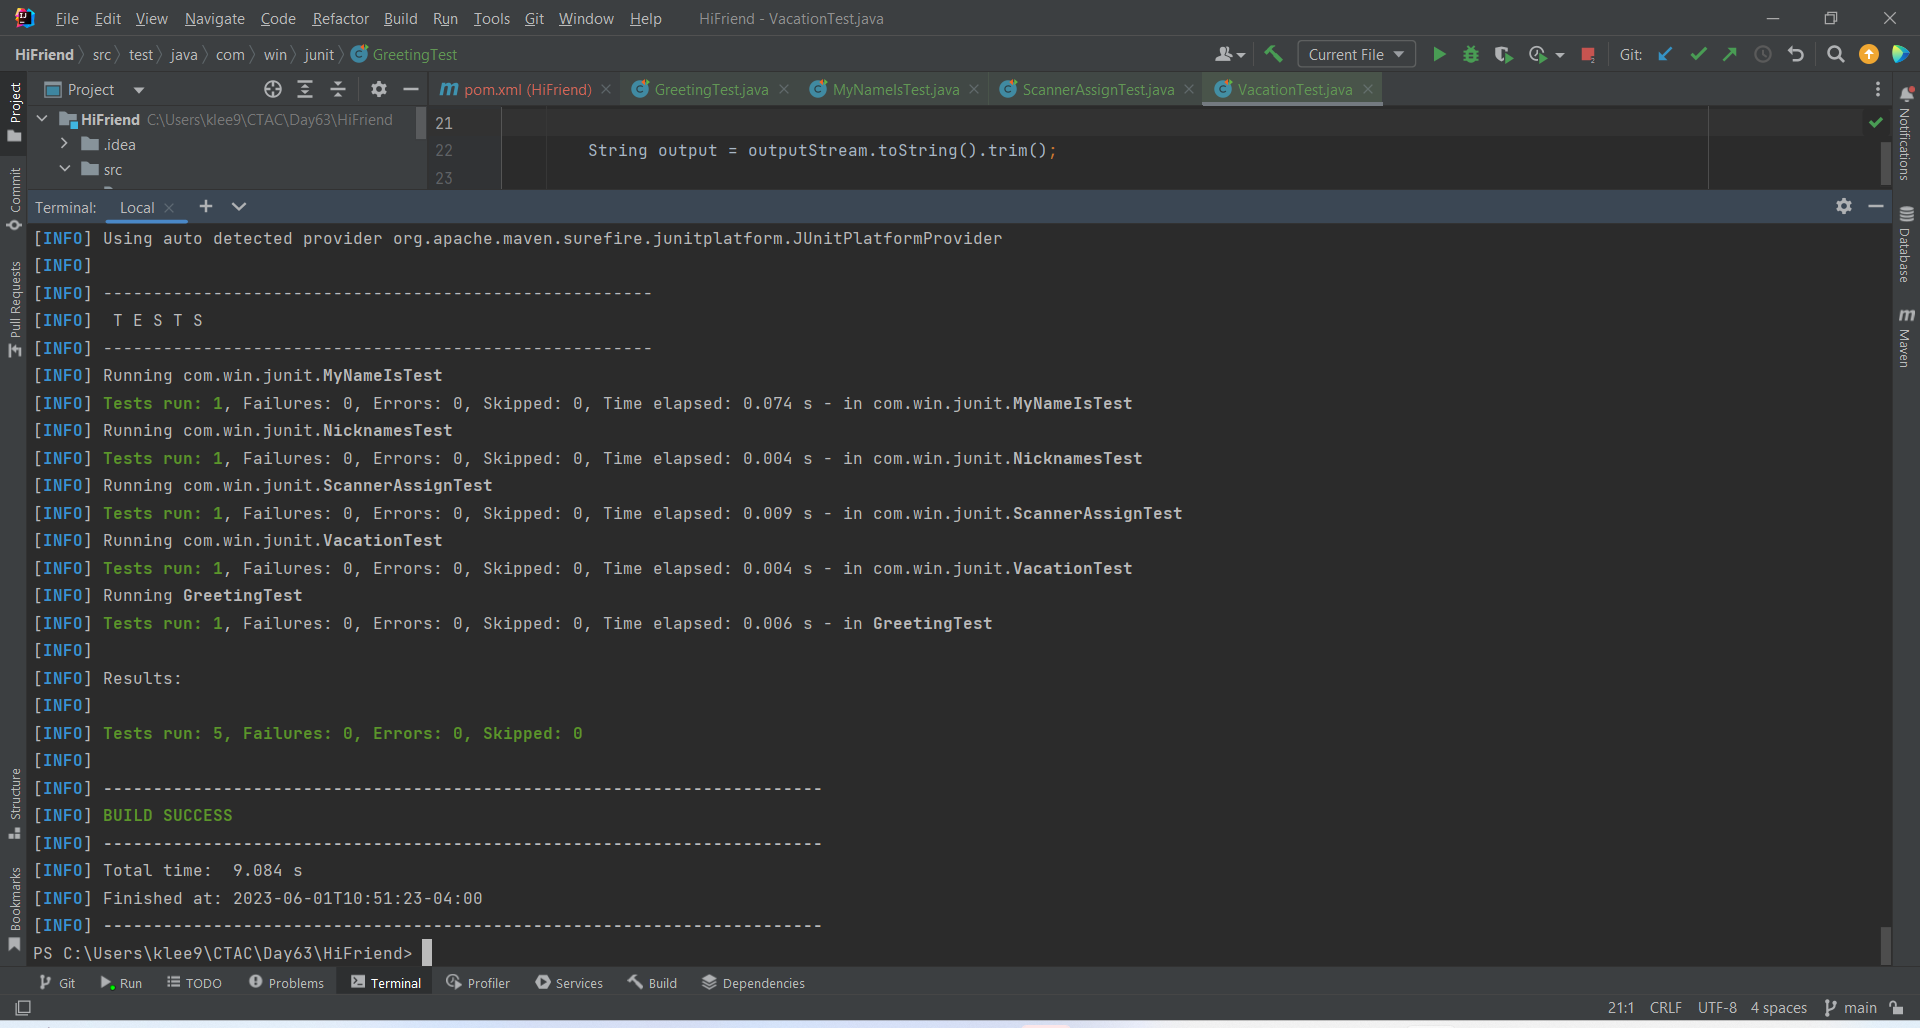 File Edit View Navigate Code Refactor Build Run Tools Git Window Help HiFriend - VacationTest.java
HiFriend src test java com win junit GreetingTest Current File Git:
Project
pom.xml (HiFriend) GreetingTest.java MyNameIsTest.java ScannerAssignTest.java VacationTest.java
HiFriend C:\Users\klee9\CTAC\Day63\HiFriend
.idea
src
21
22 String output = outputStream.toString().trim();
23
Terminal: Local
[INFO] Using auto detected provider org.apache.maven.surefire.junitplatform.JUnitPlatformProvider
[INFO]
[INFO] -------------------------------------------------------
[INFO]  T E S T S
[INFO] -------------------------------------------------------
[INFO] Running com.win.junit.MyNameIsTest
[INFO] Tests run: 1, Failures: 0, Errors: 0, Skipped: 0, Time elapsed: 0.074 s - in com.win.junit.MyNameIsTest
[INFO] Running com.win.junit.NicknamesTest
[INFO] Tests run: 1, Failures: 0, Errors: 0, Skipped: 0, Time elapsed: 0.004 s - in com.win.junit.NicknamesTest
[INFO] Running com.win.junit.ScannerAssignTest
[INFO] Tests run: 1, Failures: 0, Errors: 0, Skipped: 0, Time elapsed: 0.009 s - in com.win.junit.ScannerAssignTest
[INFO] Running com.win.junit.VacationTest
[INFO] Tests run: 1, Failures: 0, Errors: 0, Skipped: 0, Time elapsed: 0.004 s - in com.win.junit.VacationTest
[INFO] Running GreetingTest
[INFO] Tests run: 1, Failures: 0, Errors: 0, Skipped: 0, Time elapsed: 0.006 s - in GreetingTest
[INFO]
[INFO] Results:
[INFO]
[INFO] Tests run: 5, Failures: 0, Errors: 0, Skipped: 0
[INFO]
[INFO] ------------------------------------------------------------------------
[INFO] BUILD SUCCESS
[INFO] ------------------------------------------------------------------------
[INFO] Total time:  9.084 s
[INFO] Finished at: 2023-06-01T10:51:23-04:00
[INFO] ------------------------------------------------------------------------
PS C:\Users\klee9\CTAC\Day63\HiFriend>
Project
Commit
Pull Requests
Structure
Bookmarks
Notifications
Database
Maven
Git Run TODO Problems Terminal Profiler Services Build Dependencies
21:1 CRLF UTF-8 4 spaces main